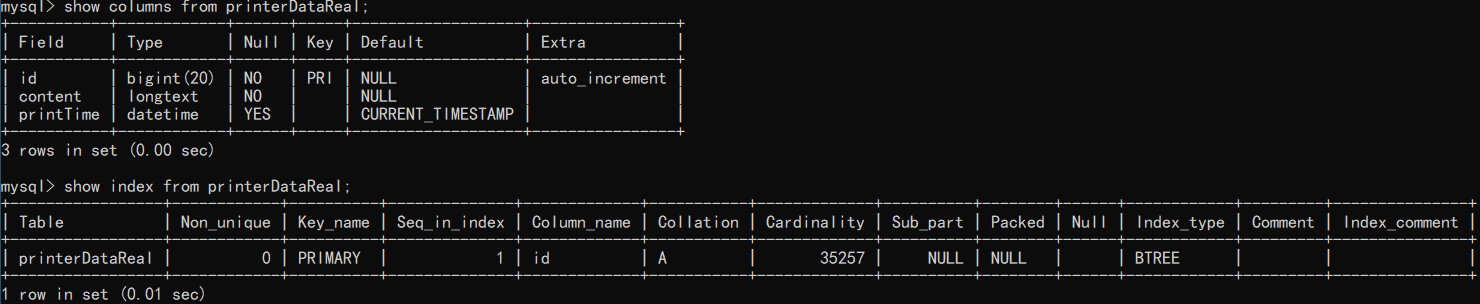 mysql> show columns from printerDataReal;
+-----------+------------+------+-----+-------------------+----------------+
| Field     | Type       | Null | Key | Default           | Extra          |
+-----------+------------+------+-----+-------------------+----------------+
| id        | bigint(20) | NO   | PRI | NULL              | auto_increment |
| content   | longtext   | NO   |     | NULL              |                |
| printTime | datetime   | YES  |     | CURRENT_TIMESTAMP |                |
+-----------+------------+------+-----+-------------------+----------------+
3 rows in set (0.00 sec)
mysql> show index from printerDataReal;
+-----------------+------------+----------+--------------+-------------+-----------+-------------+----------+--------+------+------------+---------+---------------+
| Table           | Non_unique | Key_name | Seq_in_index | Column_name | Collation | Cardinality | Sub_part | Packed | Null | Index_type | Comment | Index_comment |
+-----------------+------------+----------+--------------+-------------+-----------+-------------+----------+--------+------+------------+---------+---------------+
| printerDataReal |          0 | PRIMARY  |            1 | id          | A         |       35257 |     NULL | NULL   |      | BTREE      |         |               |
+-----------------+------------+----------+--------------+-------------+-----------+-------------+----------+--------+------+------------+---------+---------------+
1 row in set (0.01 sec)